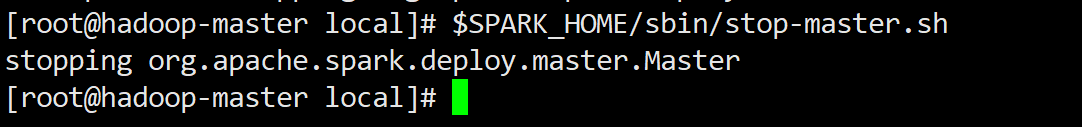 [root@hadoop-master local]# $SPARK_HOME/sbin/stop-master.sh
stopping org.apache.spark.deploy.master.Master
[root@hadoop-master local]#